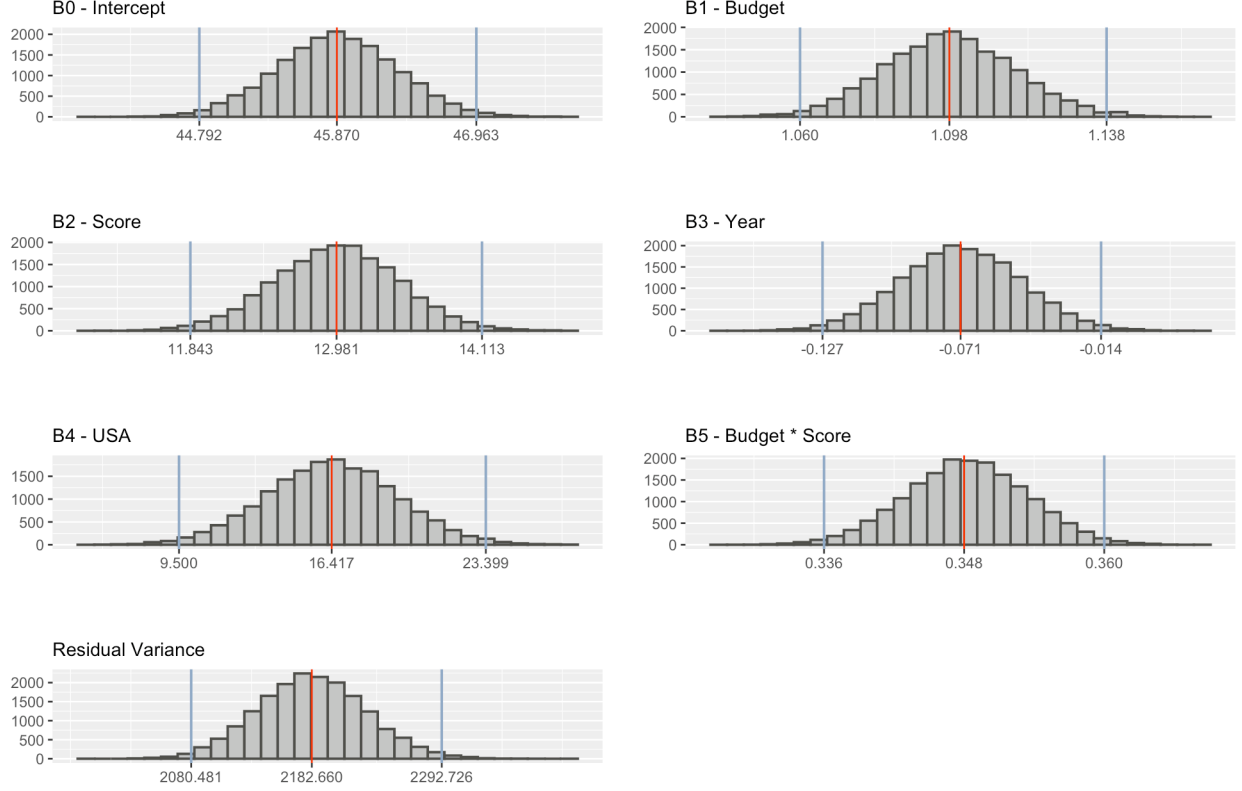 B0 - Intercept
2000
1500
1000
500
0
44.792 45.870 46.963
B1 - Budget
2000
1500
1000
500
0
1.060 1.098 1.138
B2 - Score
2000
1500
1000
500
0
11.843 12.981 14.113
B3 - Year
2000
1500
1000
500
0
-0.127 -0.071 -0.014
B4 - USA
1500
1000
500
0
9.500 16.417 23.399
B5 - Budget * Score
2000
1500
1000
500
0
0.336 0.348 0.360
Residual Variance
2000
1500
1000
500
0
2080.481 2182.660 2292.726